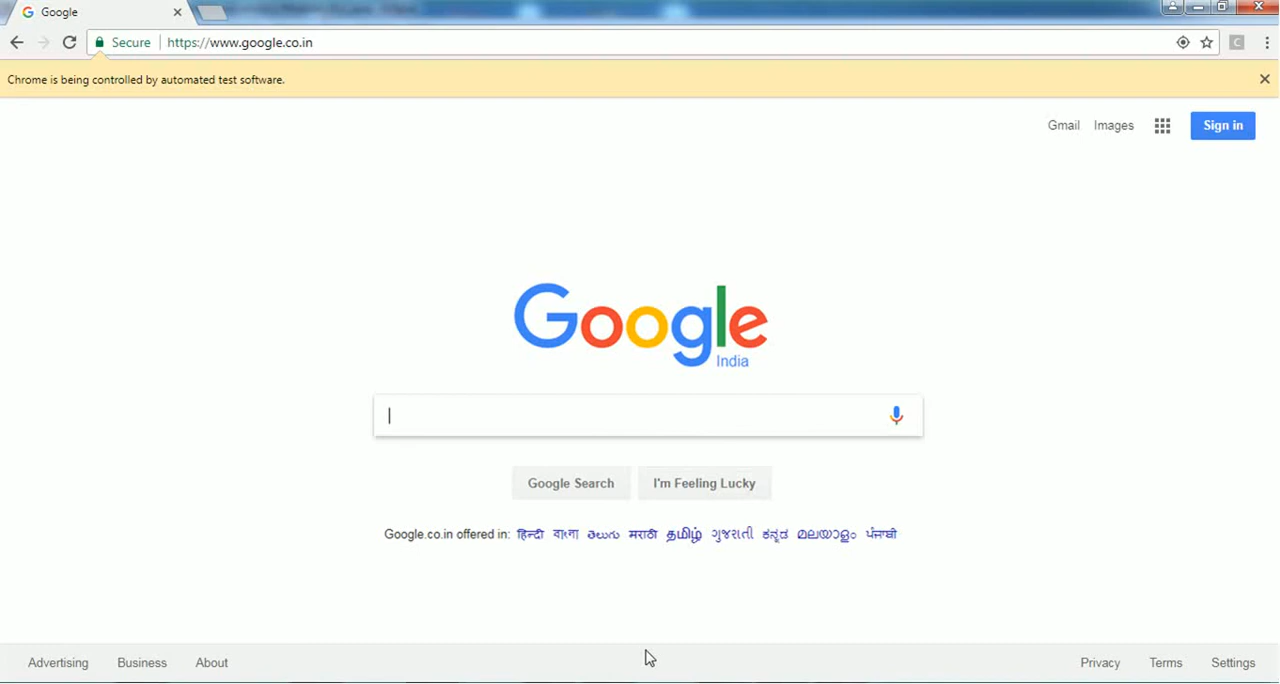 Google
Secure https://www.google.co.in
Chrome is being controlled by automated test software.
Gmail Images Sign in
Google
India
Google Search I'm Feeling Lucky
Google.co.in offered in: हिन्दी বাংলা తెలుగు मराठी தமிழ் ગુજરાતી ಕನ್ನಡ മലയാളം ਪੰਜਾਬੀ
Advertising Business About Privacy Terms Settings